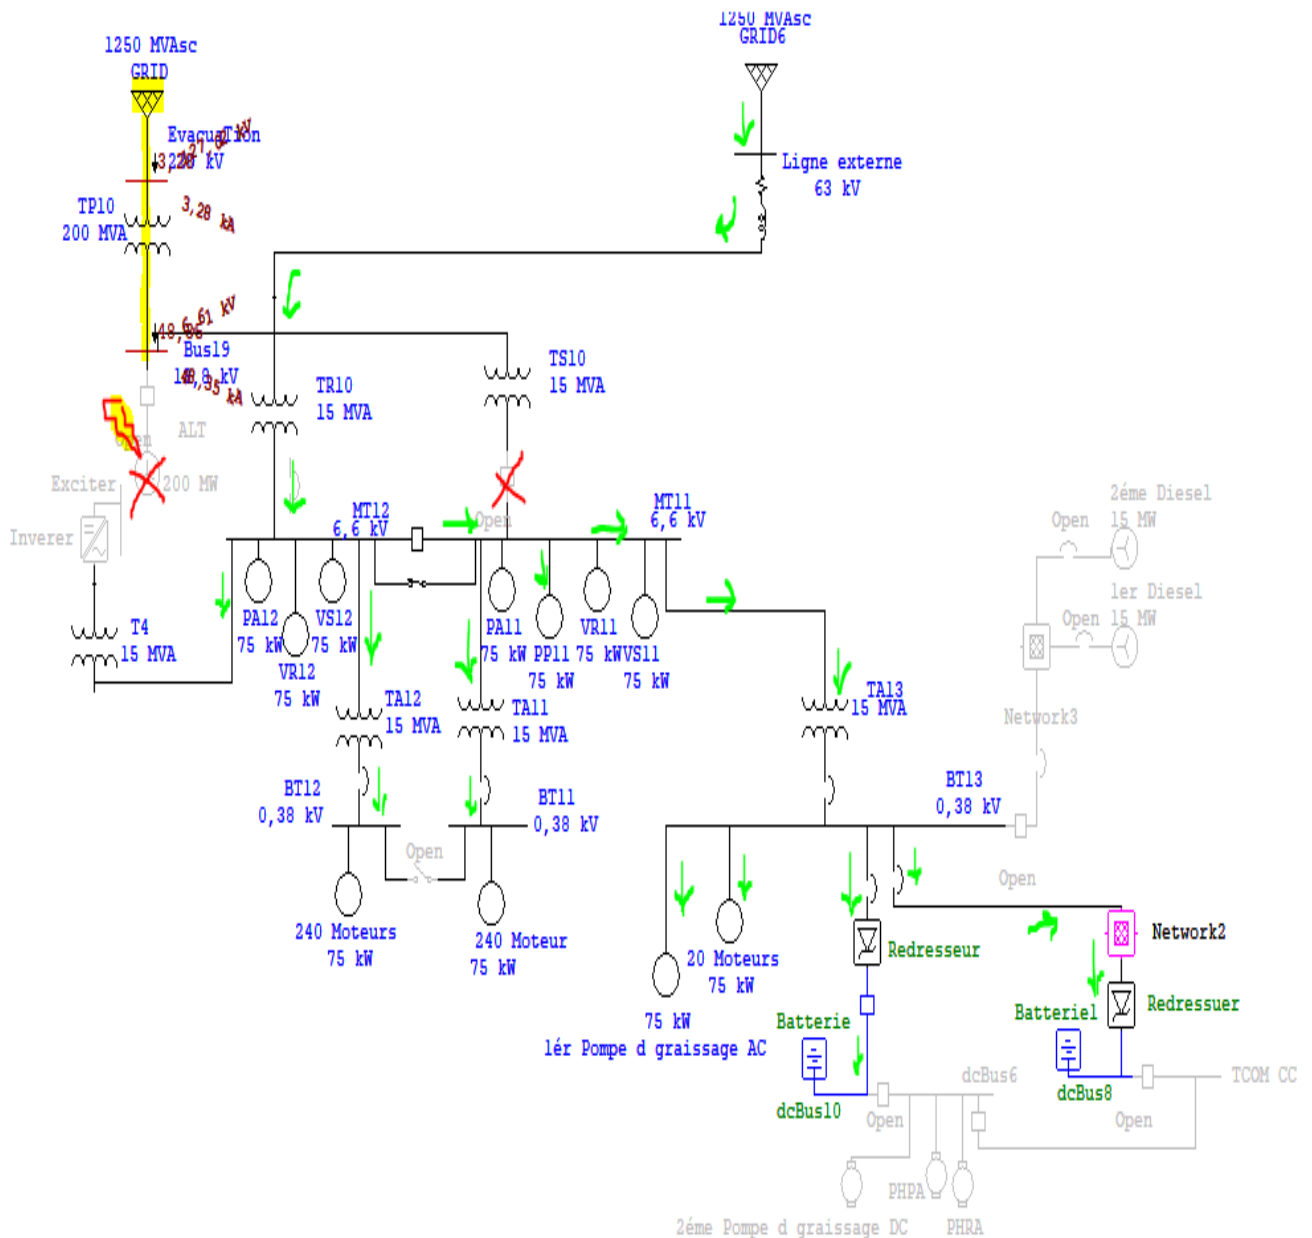 1250 MVAsc
GRID6
1250 MVAsc
GRID
Evacuation
220 kV
3,28 kA
TP10
200 MVA
Ligne externe
63 kV
6,61 kV
Bus19
TS10
15 MVA
TR10
15 MVA
Open
ALT
Exciter
200 MW
Inverer
MT12
6,6 kV
Open
MT11
6,6 kV
2éme Diesel
15 MW
Open
1er Diesel
15 MW
Open
T4
15 MVA
PA12
75 kW
VS12
75 kW
VR12
75 kW
PA11
75 kW
PP11
75 kW
VR11
75 kW
VS11
75 kW
TA12
15 MVA
TA11
15 MVA
TA13
15 MVA
Network3
BT12
0,38 kV
BT11
0,38 kV
BT13
0,38 kV
Open
Open
240 Moteurs
75 kW
240 Moteur
75 kW
20 Moteurs
75 kW
Redresseur
Network2
75 kW
1ér Pompe d graissage AC
Batterie
Batterie1
Redressuer
dcBus10
Open
dcBus6
dcBus8
Open
TCOM CC
PHPA
2éme Pompe d graissage DC
PHRA